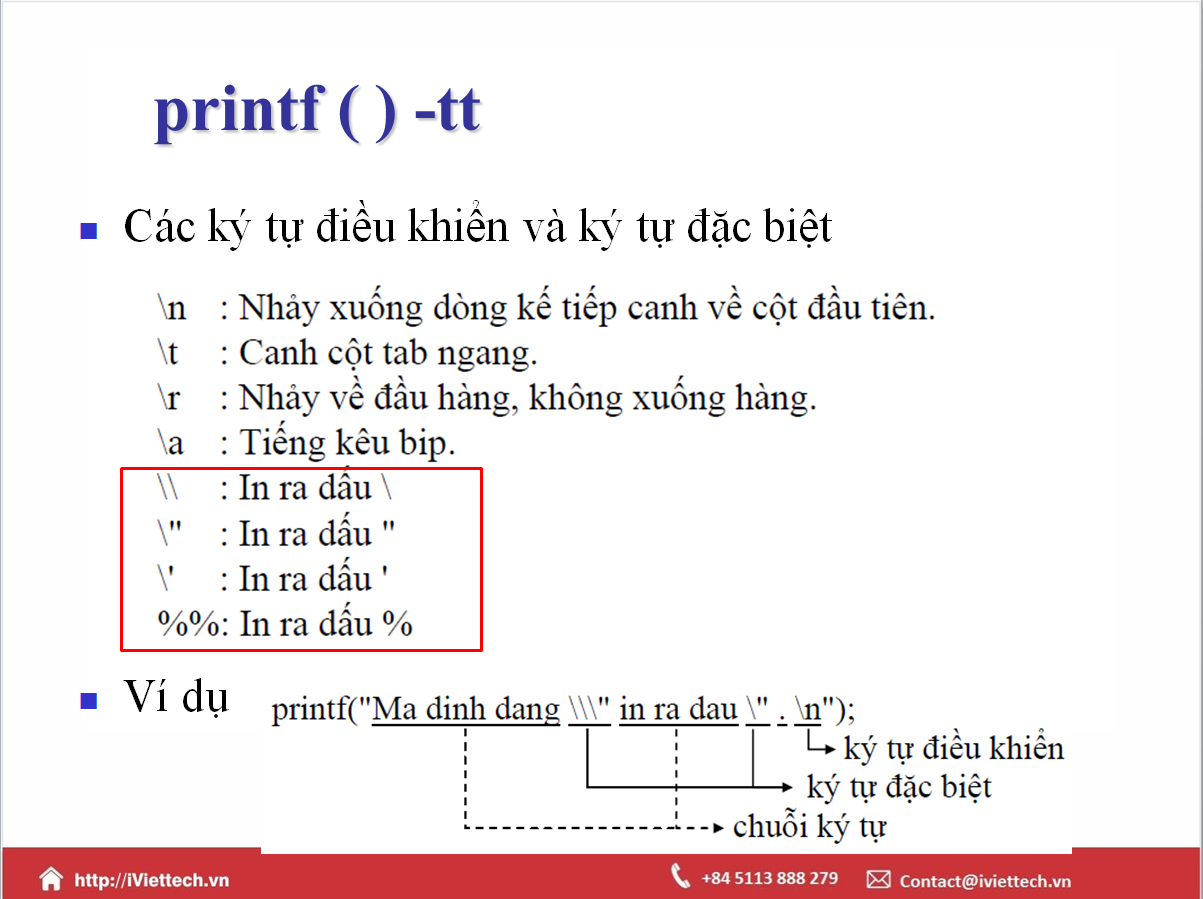 printf ( ) -tt
Các ký tự điều khiển và ký tự đặc biệt
\n : Nhảy xuống dòng kế tiếp canh về cột đầu tiên.
\t : Canh cột tab ngang.
\r : Nhảy về đầu hàng, không xuống hàng.
\a : Tiếng kêu bip.
\\ : In ra dấu \
\" : In ra dấu "
\' : In ra dấu '
%%: In ra dấu %
Ví dụ
printf("Ma dinh dang \\\" in ra dau \" . \n");
ký tự điều khiển
ký tự đặc biệt
chuỗi ký tự
http://iViettech.vn
+84 5113 888 279
Contact@iviettech.vn